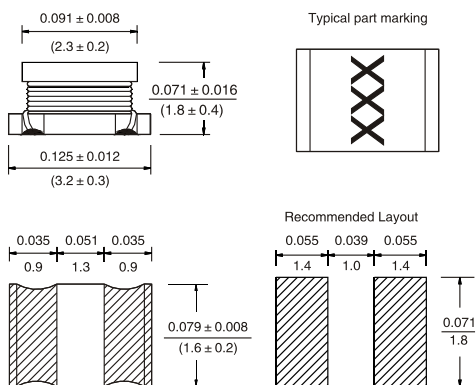 0.091 ± 0.008
(2.3 ± 0.2)
Typical part marking
0.071 ± 0.016
(1.8 ± 0.4)
XXX
0.125 ± 0.012
(3.2 ± 0.3)
Recommended Layout
0.035 0.051 0.035
0.9 1.3 0.9
0.055 0.039 0.055
1.4 1.0 1.4
0.079 ± 0.008
(1.6 ± 0.2)
0.071
1.8